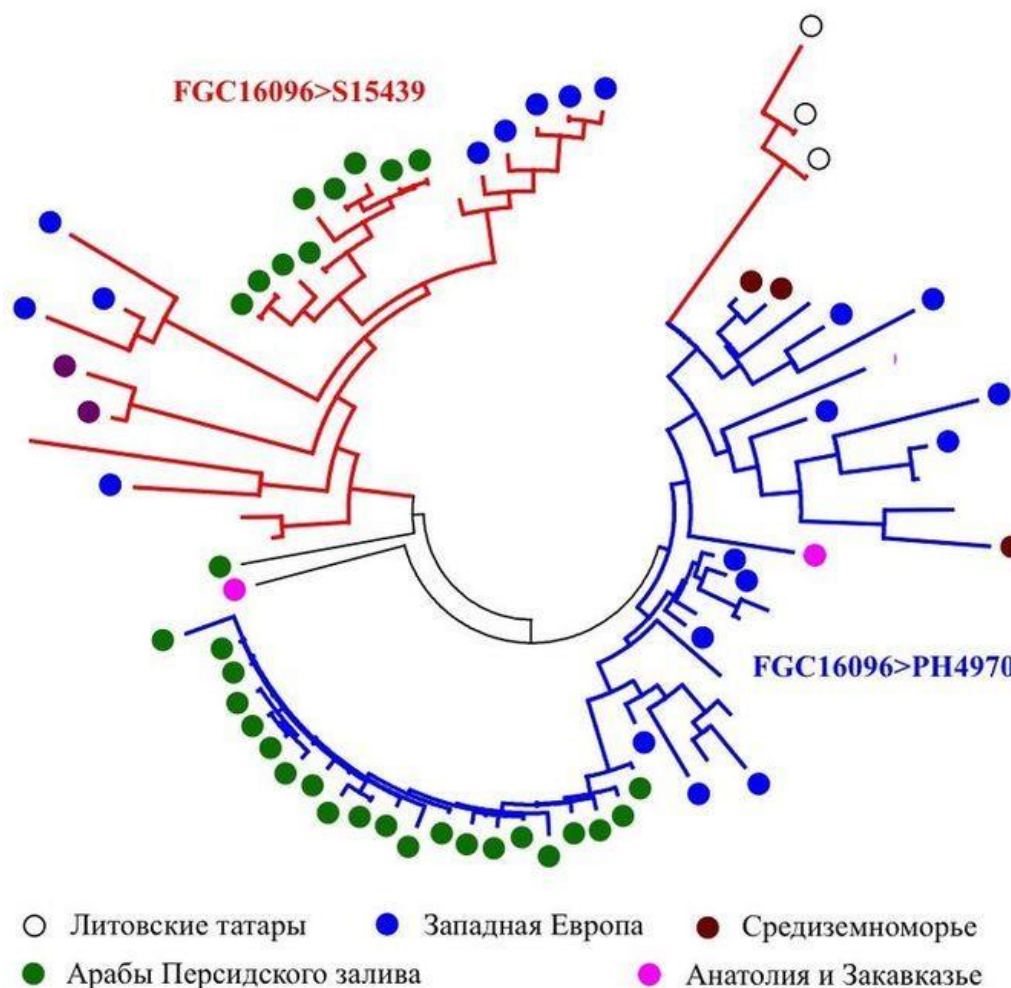 FGC16096>S15439
FGC16096>PH4970
Литовские татары
Западная Европа
Средиземноморье
Арабы Персидского залива
Анатолия и Закавказье